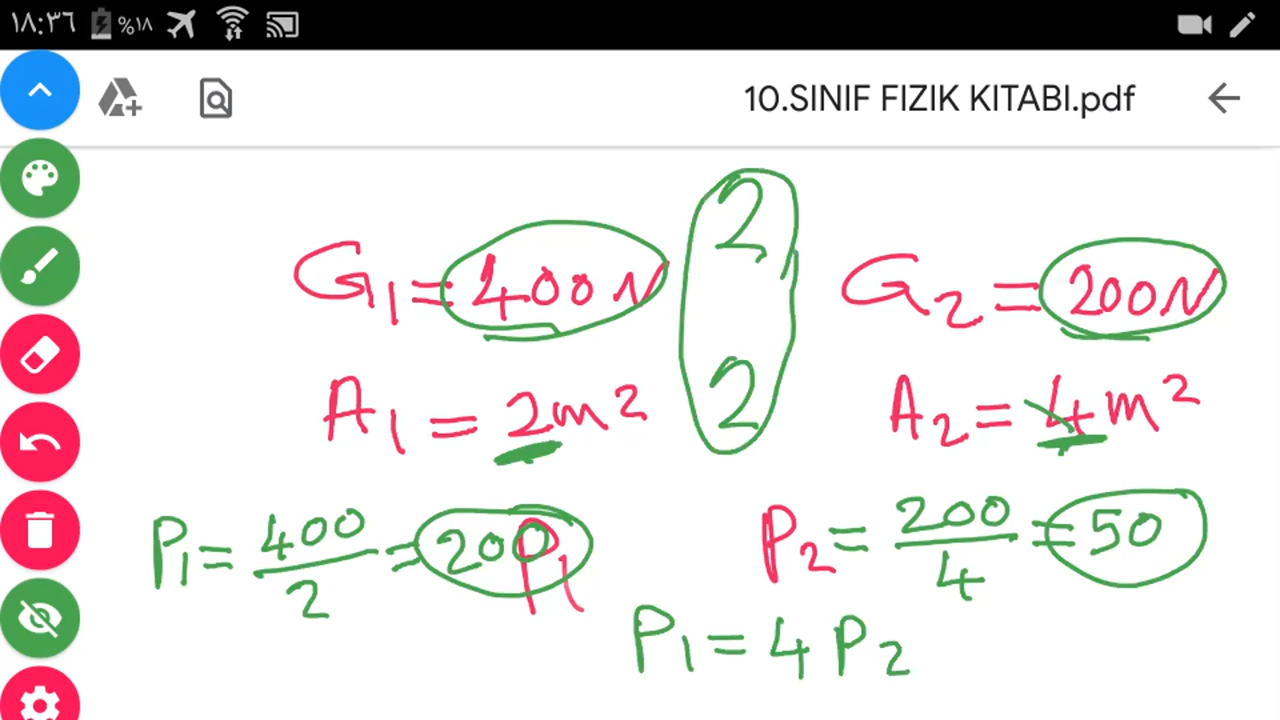 ١٨:٣٦ %١٨
10.SINIF FIZIK KITABI.pdf
G1=400N 2 G2=200N
A1=2m² 2 A2=4m²
P1=400/2=200 P1 P2=200/4=50
P1=4P2